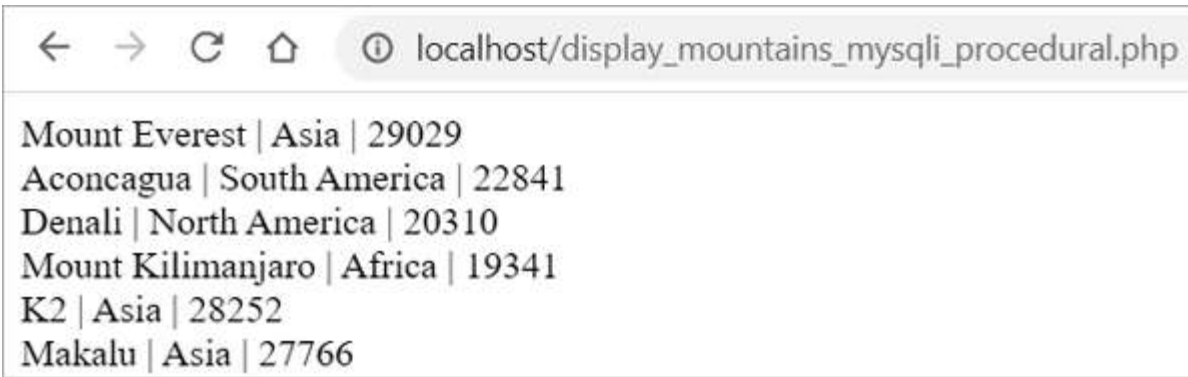 localhost/display_mountains_mysqli_procedural.php
Mount Everest | Asia | 29029
Aconcagua | South America | 22841
Denali | North America | 20310
Mount Kilimanjaro | Africa | 19341
K2 | Asia | 28252
Makalu | Asia | 27766